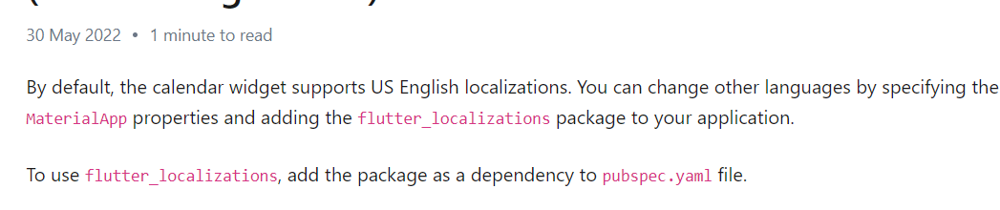 30 May 2022 • 1 minute to read
By default, the calendar widget supports US English localizations. You can change other languages by specifying the
MaterialApp properties and adding the flutter_localizations package to your application.
To use flutter_localizations, add the package as a dependency to pubspec.yaml file.